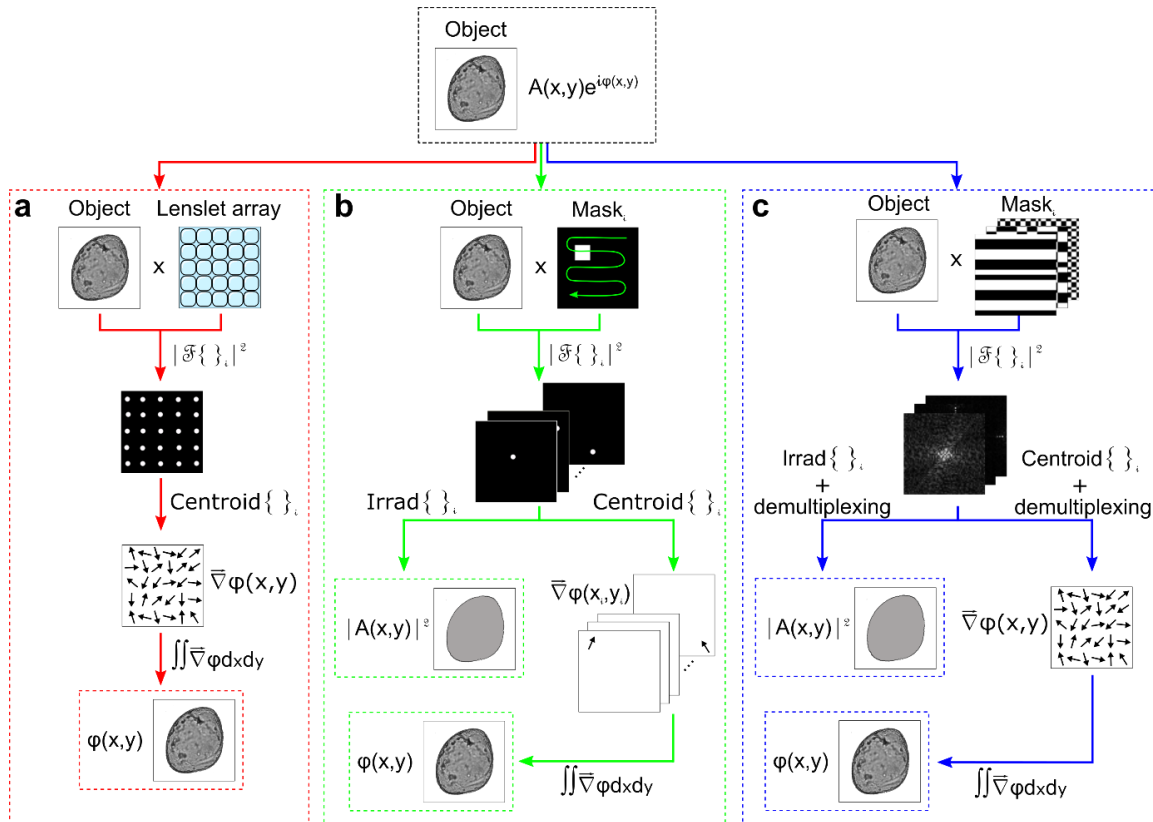 Object
A(x,y)e^{iφ(x,y)}
a
Object Lenslet array
x
|ℱ{ }ᵢ|²
Centroid{ }ᵢ
∇⃗φ(x,y)
∬∇⃗φdxdy
φ(x,y)
b
Object Maskᵢ
x
|ℱ{ }ᵢ|²
Irrad{ }ᵢ Centroid{ }ᵢ
|A(x,y)|²
∇⃗φ(xᵢ,yᵢ)
φ(x,y)
∬∇⃗φdxdy
c
Object Maskᵢ
x
|ℱ{ }ᵢ|²
Irrad{ }ᵢ
+
demultiplexing
Centroid{ }ᵢ
+
demultiplexing
|A(x,y)|²
∇⃗φ(x,y)
φ(x,y)
∬∇⃗φdxdy